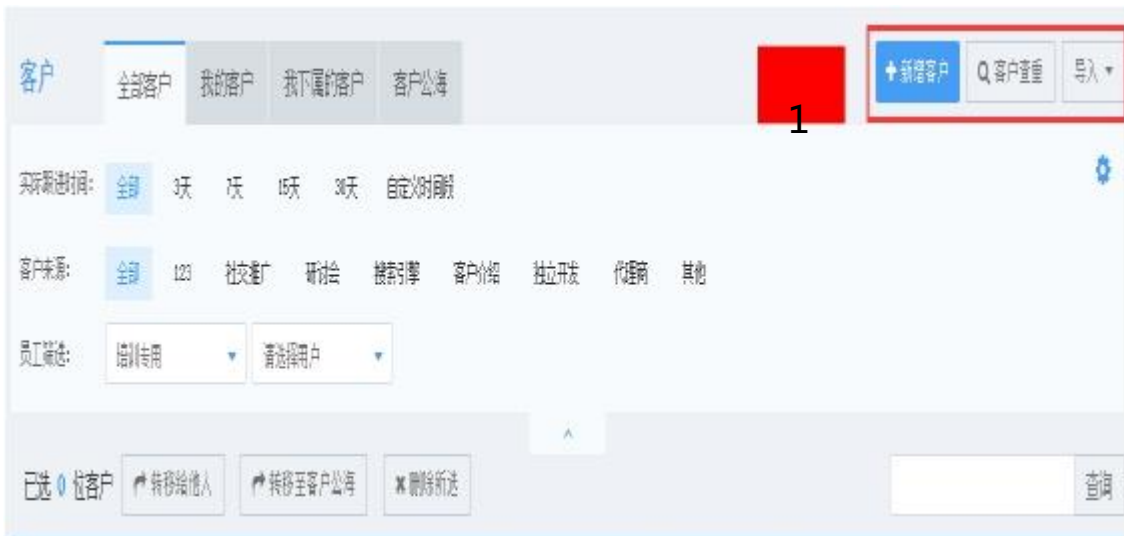 客户 全部客户 我的客户 我下属的客户 客户公海 1 新增客户 客户查重 导入
实际跟进时间: 全部 3天 7天 15天 30天 自定义时间段
客户来源: 全部 123 社交推广 研讨会 搜索引擎 客户介绍 独立开发 代理商 其他
员工筛选: 培训专用 请选择用户
已选 0 位客户 转移给他人 转移至客户公海 删除所选 查询